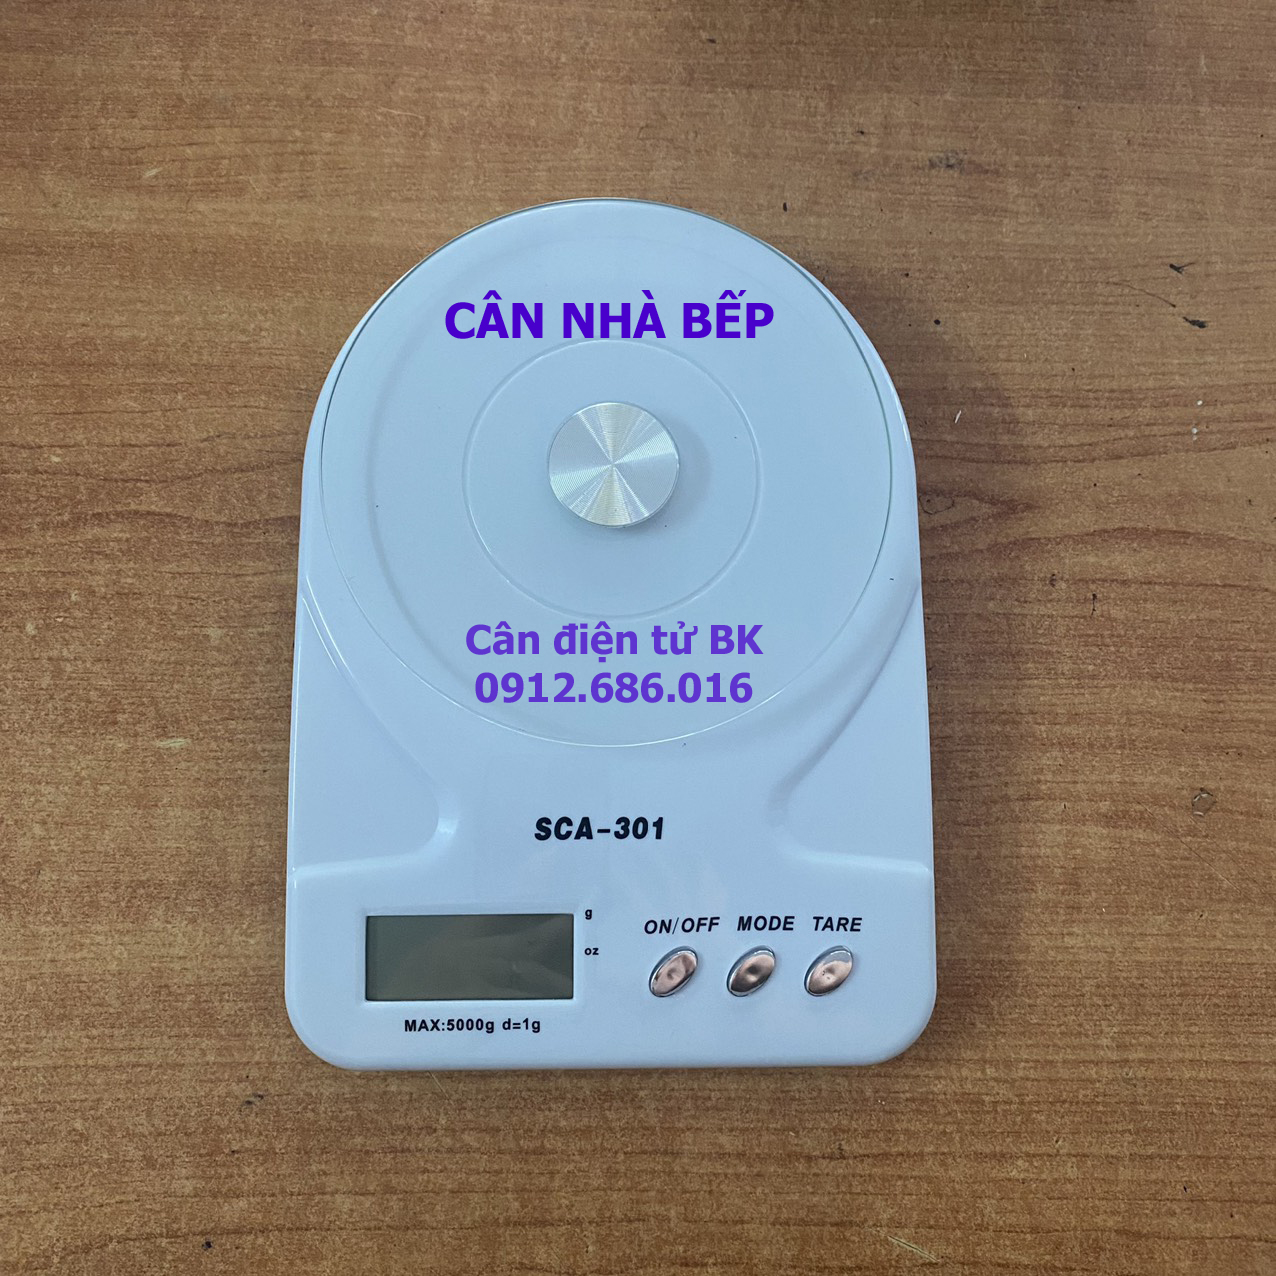 CÂN NHÀ BẾP
Cân điện tử BK
0912.686.016
SCA-301
g
oz
ON/OFF MODE TARE
MAX:5000g d=1g